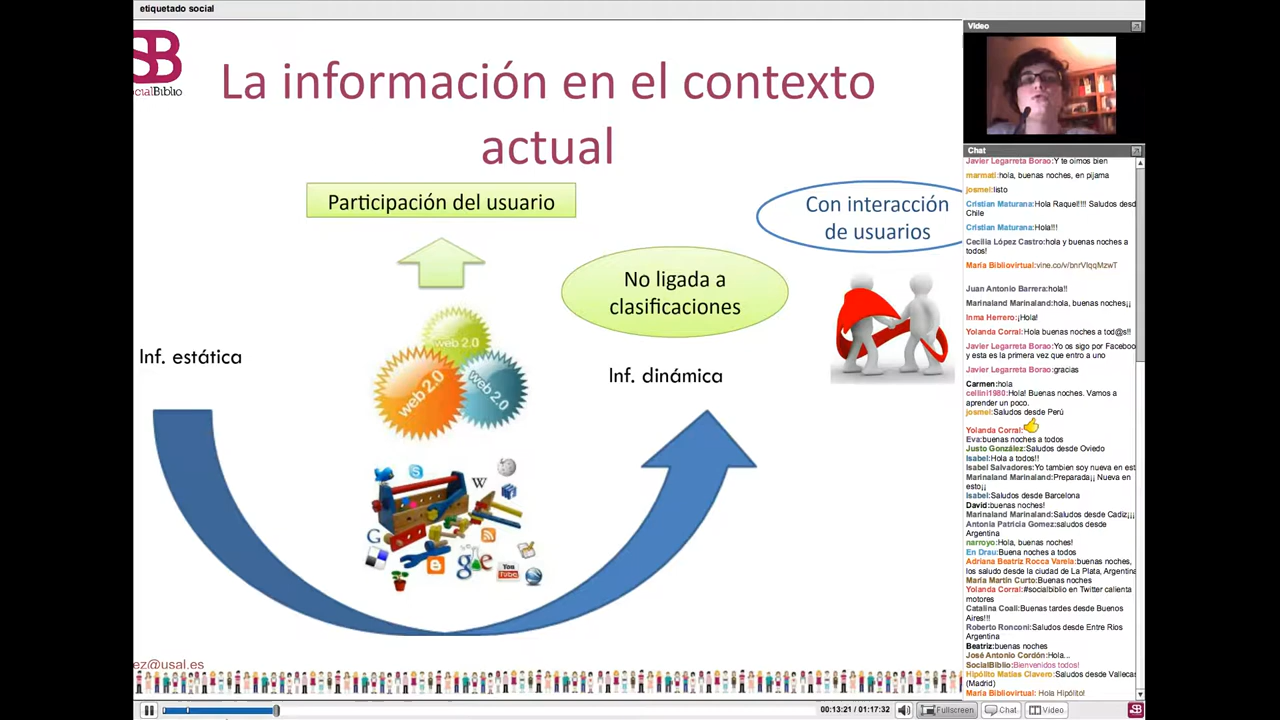 etiquetado social
SB
cialBiblio
La información en el contexto
actual
Participación del usuario
Con interacción
de usuarios
No ligada a
clasificaciones
web 2.0
web 2.0
web 2.0
Inf. estática
Inf. dinámica
W
G
You
Tube
ez@usal.es
Video
Chat
Javier Legarreta Borao:Y te oimos bien
marmatl:hola, buenas noches, en pijama
josmel:listo
Cristian Maturana:Hola Raquel!!!! Saludos desd
Chile
Cristian Maturana:Hola!!!
Cecilia López Castro:hola y buenas noches a
todos!
Maria Bibliovirtual:vine.co/v/bnrVIqqMzwT
Juan Antonio Barrera:hola!!
Marinaland Marinaland:hola, buenas noches¡¡
Inma Herrero:¡Hola!
Yolanda Corral:Hola buenas noches a tod@s!!
Javier Legarreta Borao:Yo os sigo por Faceboo
y esta es la primera vez que entro a uno
Javier Legarreta Borao:gracias
Carmen:hola
cellini1980:Hola! Buenas noches. Vamos a
aprender un poco.
josmel:Saludos desde Perú
Yolanda Corral:
Eva:buenas noches a todos
Justo González:Saludos desde Oviedo
Isabel:Hola a todos!!
Isabel Salvadores:Yo tambien soy nueva en est
Marinaland Marinaland:Preparada¡¡ Nueva en
esto¡¡
Isabel:Saludos desde Barcelona
David:buenas noches!
Marinaland Marinaland:Saludos desde Cadiz¡¡¡
Antonia Patricia Gomez:saludos desde
Argentina
narroyo:Hola, buenas noches!
En Drau:Buena noches a todos
Adriana Beatriz Rocca Varela:buenas noches,
los saludo desde la ciudad de La Plata, Argentina
María Martín Curto:Buenas noches
Yolanda Corral:#socialbiblio en Twitter calienta
motores
Catalina Coall:Buenas tardes desde Buenos
Aires!!!
Roberto Ronconi:Saludos desde Entre Rios
Argentina
Beatriz:buenas noches
José Antonio Cordón:Hola...
SocialBiblio:Bienvenidos todos!
Hipólito Matías Clavero:Saludos desde Vallecas
(Madrid)
Maria Bibliovirtual: Hola Hipólito!
00:13:21 / 01:17:32
Fullscreen
Chat
Video
SB